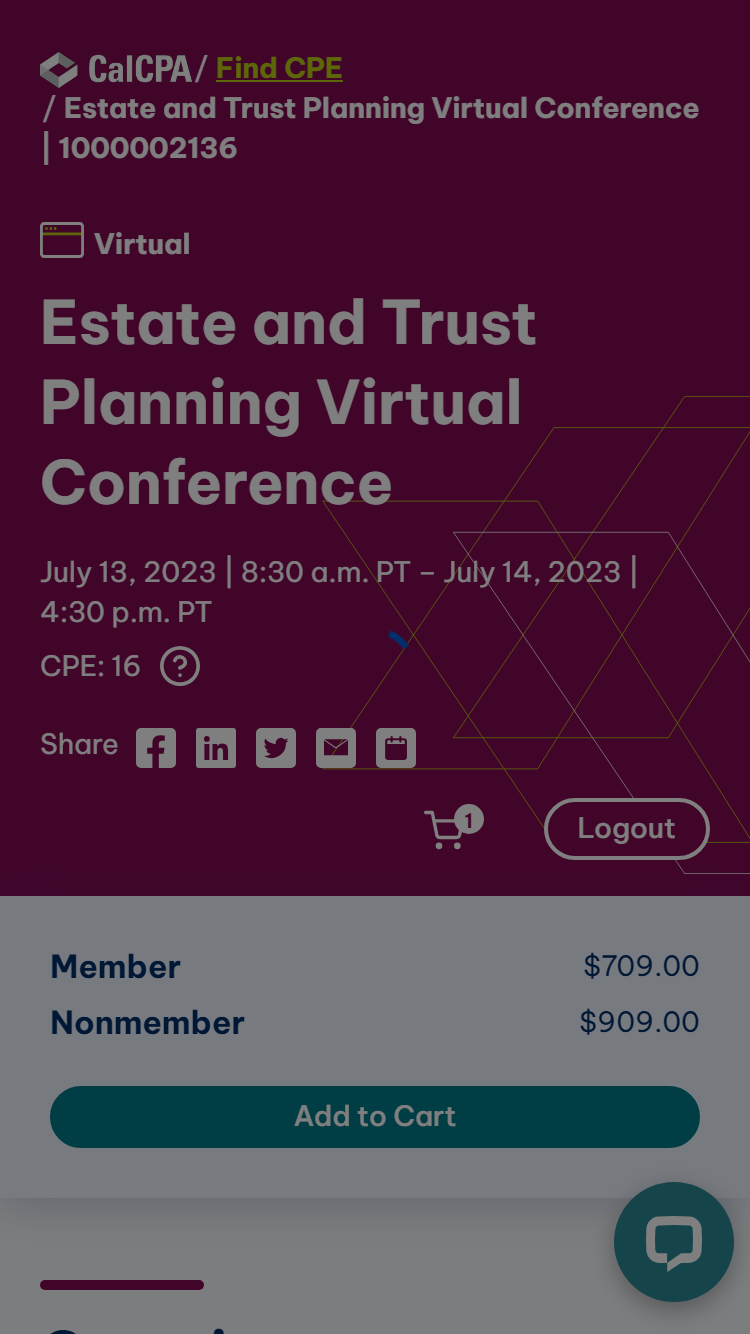 CalCPA / Find CPE
/ Estate and Trust Planning Virtual Conference
| 1000002136
Virtual
Estate and Trust
Planning Virtual
Conference
July 13, 2023 | 8:30 a.m. PT – July 14, 2023 |
4:30 p.m. PT
CPE: 16 ?
Share
1
Logout
Member $709.00
Nonmember $909.00
Add to Cart